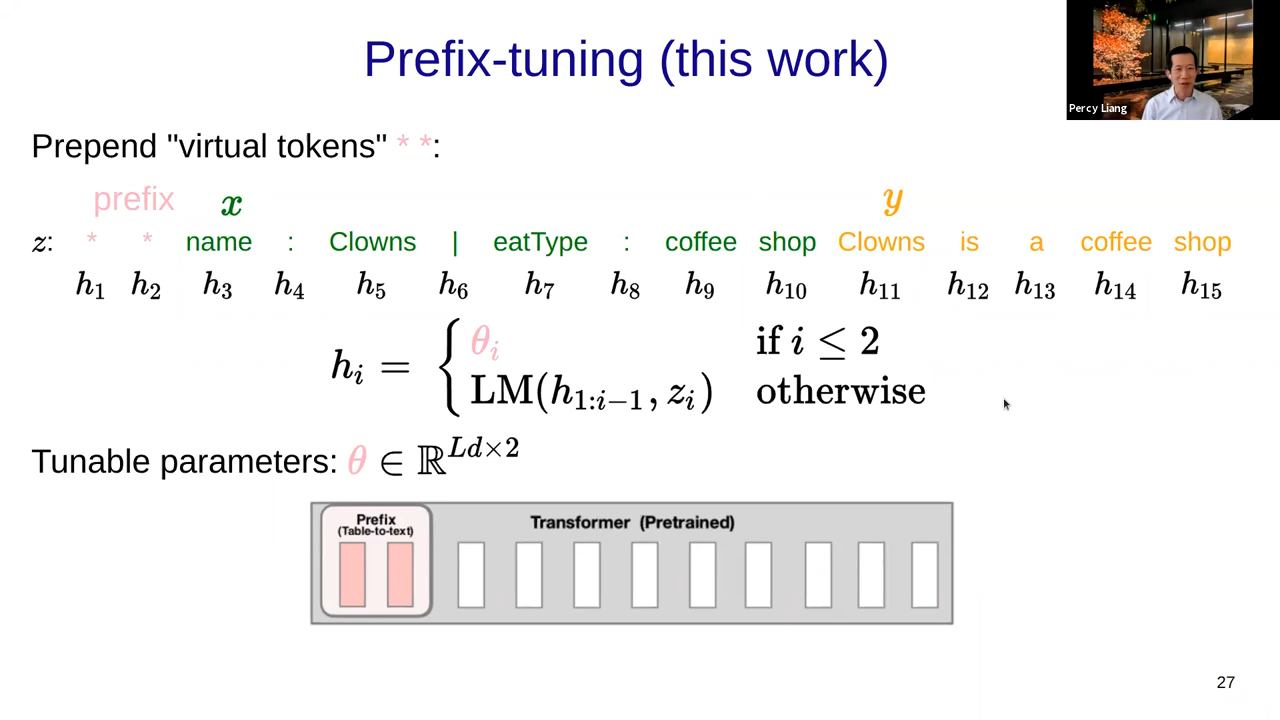 Prefix-tuning (this work)
Percy Liang
Prepend "virtual tokens" * *:
prefix x y
z: * * name : Clowns | eatType : coffee shop Clowns is a coffee shop
h₁ h₂ h₃ h₄ h₅ h₆ h₇ h₈ h₉ h₁₀ h₁₁ h₁₂ h₁₃ h₁₄ h₁₅
hᵢ = { θᵢ if i ≤ 2
LM(h₁:ᵢ₋₁, zᵢ) otherwise
Tunable parameters: θ ∈ ℝ^{Ld×2}
Prefix
(Table-to-text)
Transformer (Pretrained)
27